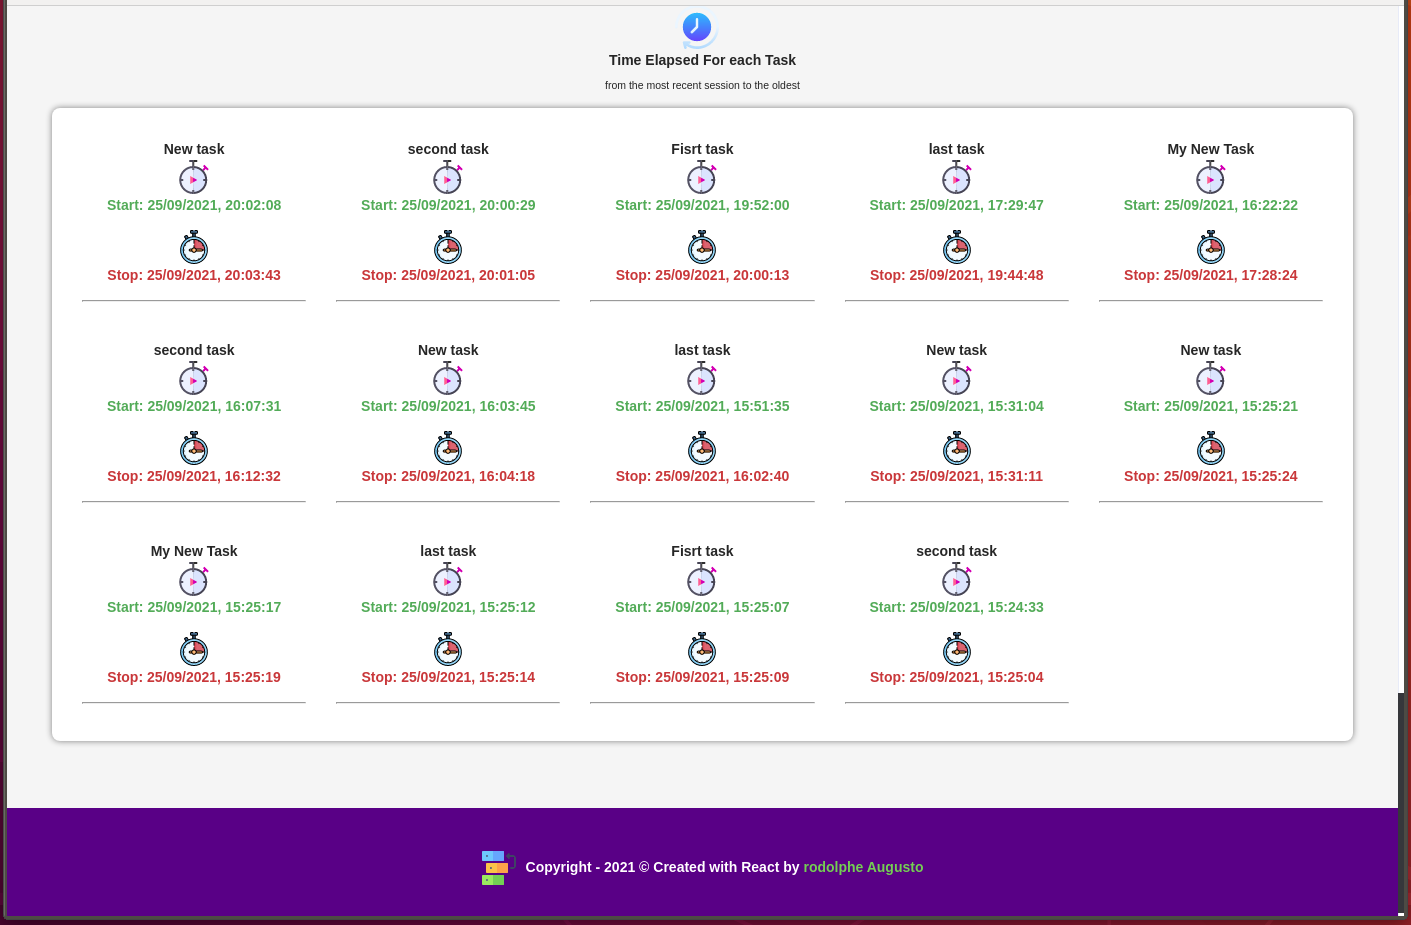 Time Elapsed For each Task
from the most recent session to the oldest
New task
Start: 25/09/2021, 20:02:08
Stop: 25/09/2021, 20:03:43
second task
Start: 25/09/2021, 20:00:29
Stop: 25/09/2021, 20:01:05
Fisrt task
Start: 25/09/2021, 19:52:00
Stop: 25/09/2021, 20:00:13
last task
Start: 25/09/2021, 17:29:47
Stop: 25/09/2021, 19:44:48
My New Task
Start: 25/09/2021, 16:22:22
Stop: 25/09/2021, 17:28:24
second task
Start: 25/09/2021, 16:07:31
Stop: 25/09/2021, 16:12:32
New task
Start: 25/09/2021, 16:03:45
Stop: 25/09/2021, 16:04:18
last task
Start: 25/09/2021, 15:51:35
Stop: 25/09/2021, 16:02:40
New task
Start: 25/09/2021, 15:31:04
Stop: 25/09/2021, 15:31:11
New task
Start: 25/09/2021, 15:25:21
Stop: 25/09/2021, 15:25:24
My New Task
Start: 25/09/2021, 15:25:17
Stop: 25/09/2021, 15:25:19
last task
Start: 25/09/2021, 15:25:12
Stop: 25/09/2021, 15:25:14
Fisrt task
Start: 25/09/2021, 15:25:07
Stop: 25/09/2021, 15:25:09
second task
Start: 25/09/2021, 15:24:33
Stop: 25/09/2021, 15:25:04
Copyright - 2021 © Created with React by rodolphe Augusto